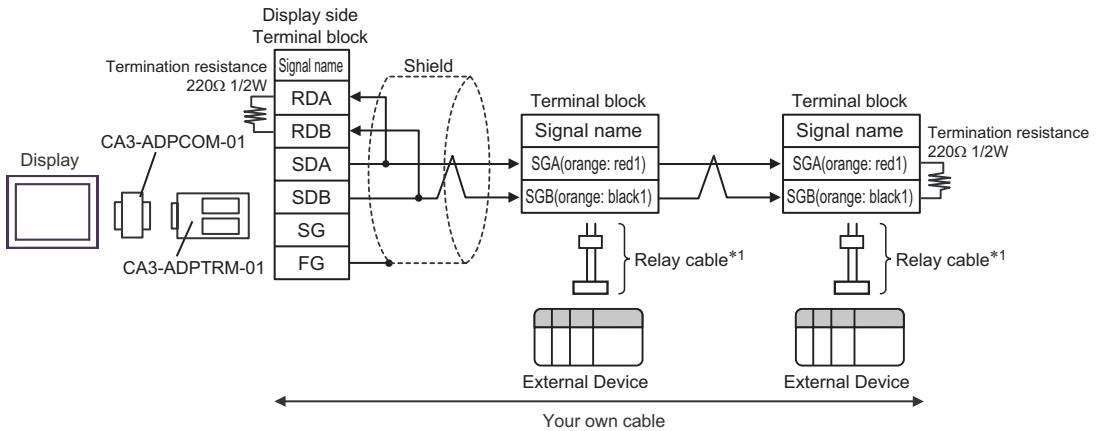 Display side
Terminal block
Termination resistance
220Ω 1/2W
Signal name
RDA
RDB
SDA
SDB
SG
FG
Shield
Display
CA3-ADPCOM-01
CA3-ADPTRM-01
Terminal block
Signal name
SGA(orange: red1)
SGB(orange: black1)
Relay cable*1
External Device
Terminal block
Signal name
SGA(orange: red1)
SGB(orange: black1)
Termination resistance
220Ω 1/2W
Relay cable*1
External Device
Your own cable